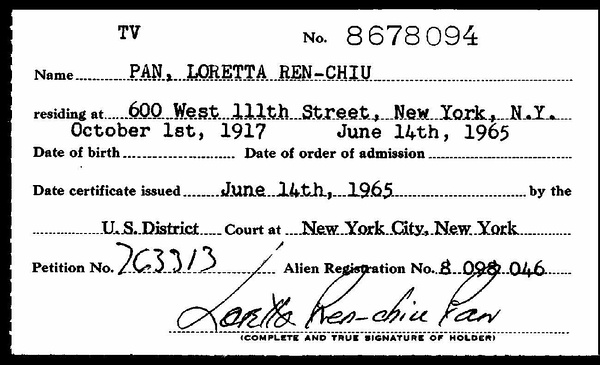 TV
No. 8678094
Name PAN, LORETTA REN-CHIU
residing at 600 West 111th Street, New York, N.Y.
October 1st, 1917 June 14th, 1965
Date of birth Date of order of admission
Date certificate issued June 14th, 1965 by the
U. S. District Court at New York City, New York
Petition No. 763313 Alien Registration No. 8 098 046
Loretta Ren-chiu Pan
(COMPLETE AND TRUE SIGNATURE OF HOLDER)